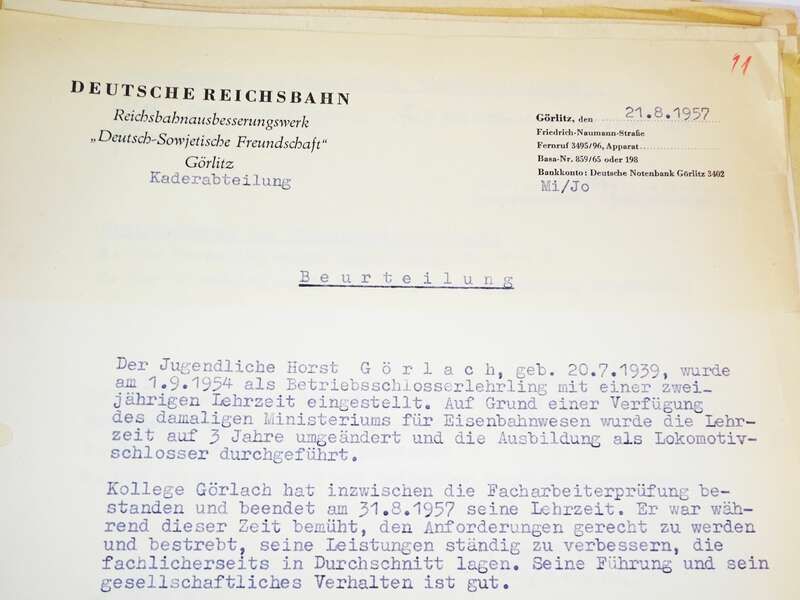 11
DEUTSCHE REICHSBAHN
Reichsbahnausbesserungswerk
„Deutsch-Sowjetische Freundschaft"
Görlitz
Kaderabteilung
Görlitz, den 21.8.1957
Friedrich-Naumann-Straße
Fernruf 3495/96, Apparat
Basa-Nr. 859/65 oder 198
Bankkonto: Deutsche Notenbank Görlitz 3402
Mi/Jo
Beurteilung
Der Jugendliche Horst Görlach, geb. 20.7.1939, wurde
am 1.9.1954 als Betriebsschlosserlehrling mit einer zwei-
jährigen Lehrzeit eingestellt. Auf Grund einer Verfügung
des damaligen Ministeriums für Eisenbahnwesen wurde die Lehr-
zeit auf 3 Jahre umgeändert und die Ausbildung als Lokomotiv-
schlosser durchgeführt.
Kollege Görlach hat inzwischen die Facharbeiterprüfung be-
standen und beendet am 31.8.1957 seine Lehrzeit. Er war wäh-
rend dieser Zeit bemüht, den Anforderungen gerecht zu werden
und bestrebt, seine Leistungen ständig zu verbessern, die
fachlicherseits in Durchschnitt lagen. Seine Führung und sein
gesellschaftliches Verhalten ist gut.